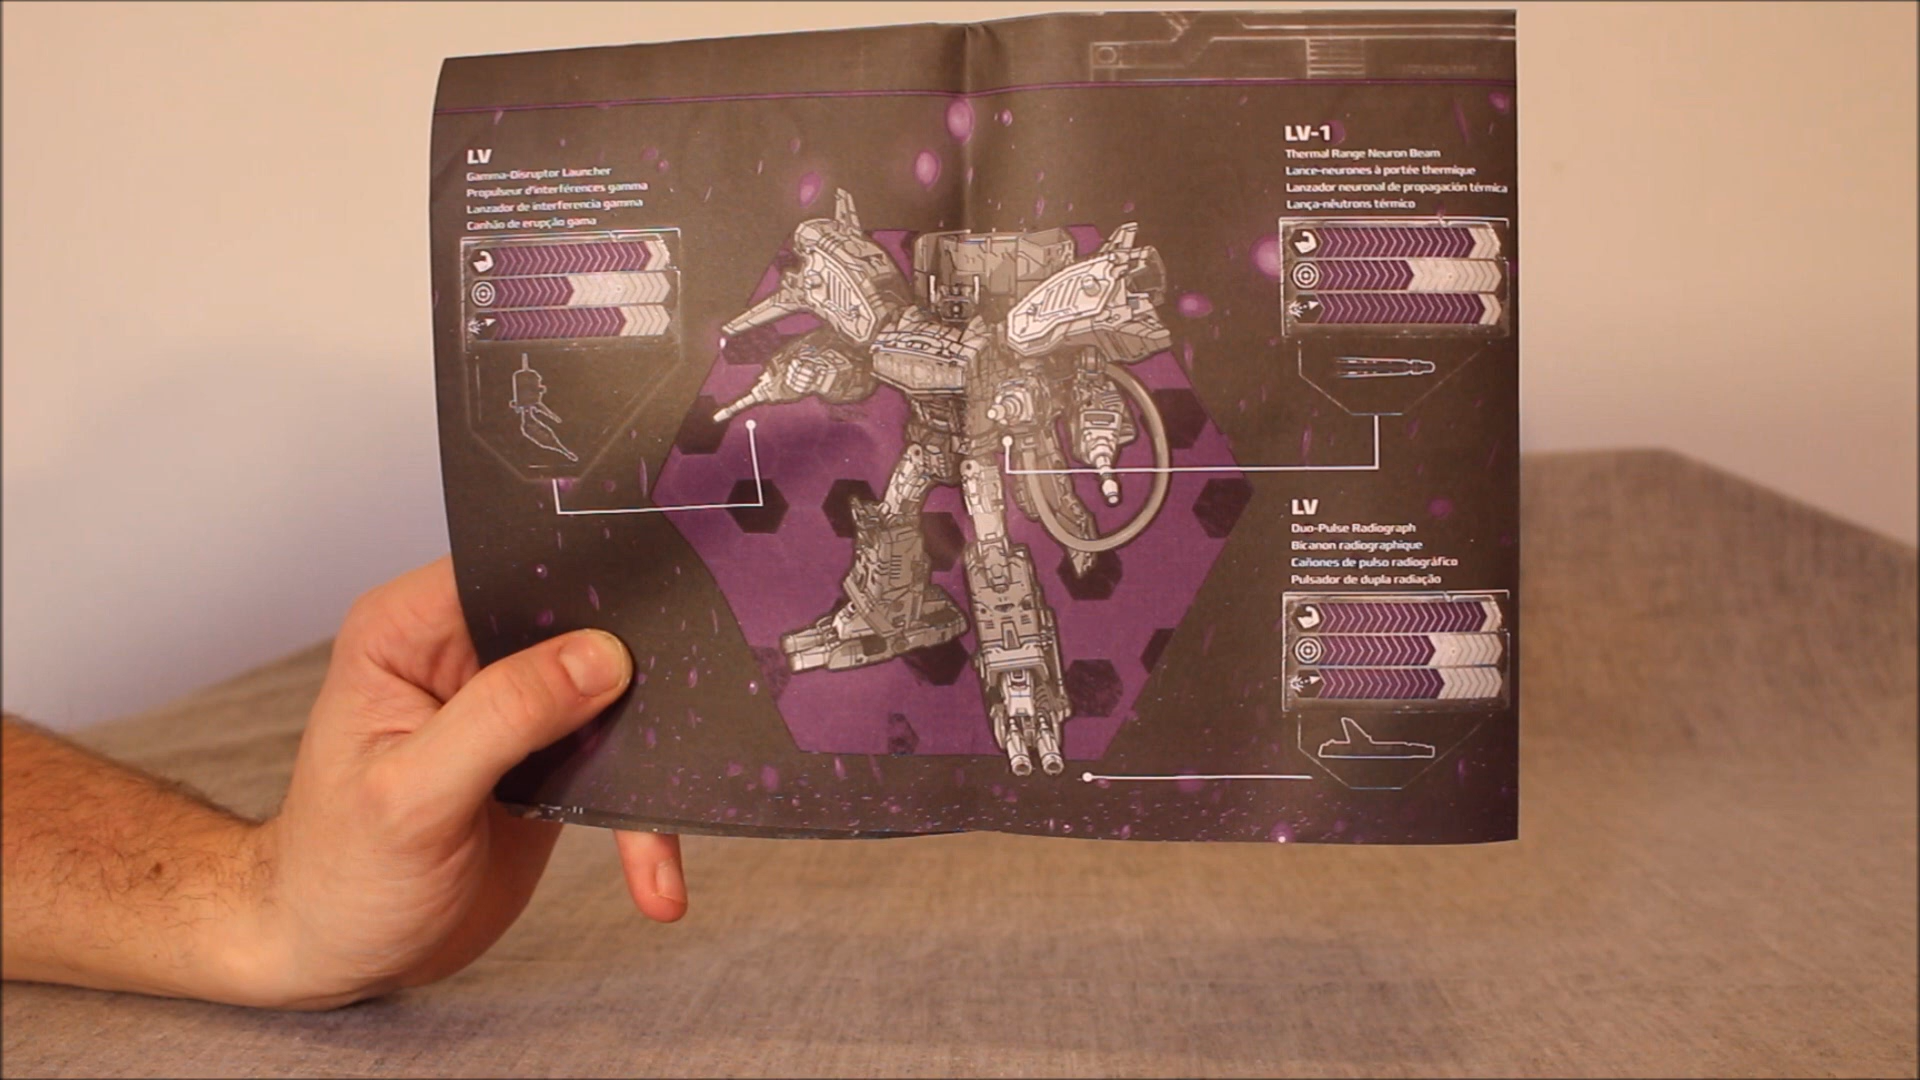 LV
Gamma-Disruptor Launcher
Propulseur d'interférences gamma
Lanzador de interferencia gamma
Canhão de erupção gama
LV-1
Thermal Range Neuron Beam
Lance-neurones à portée thermique
Lanzador neuronal de propagación térmica
Lança-nêutrons térmico
LV
Duo-Pulse Radiograph
Bicanon radiographique
Cañones de pulso radiográfico
Pulsador de dupla radiação